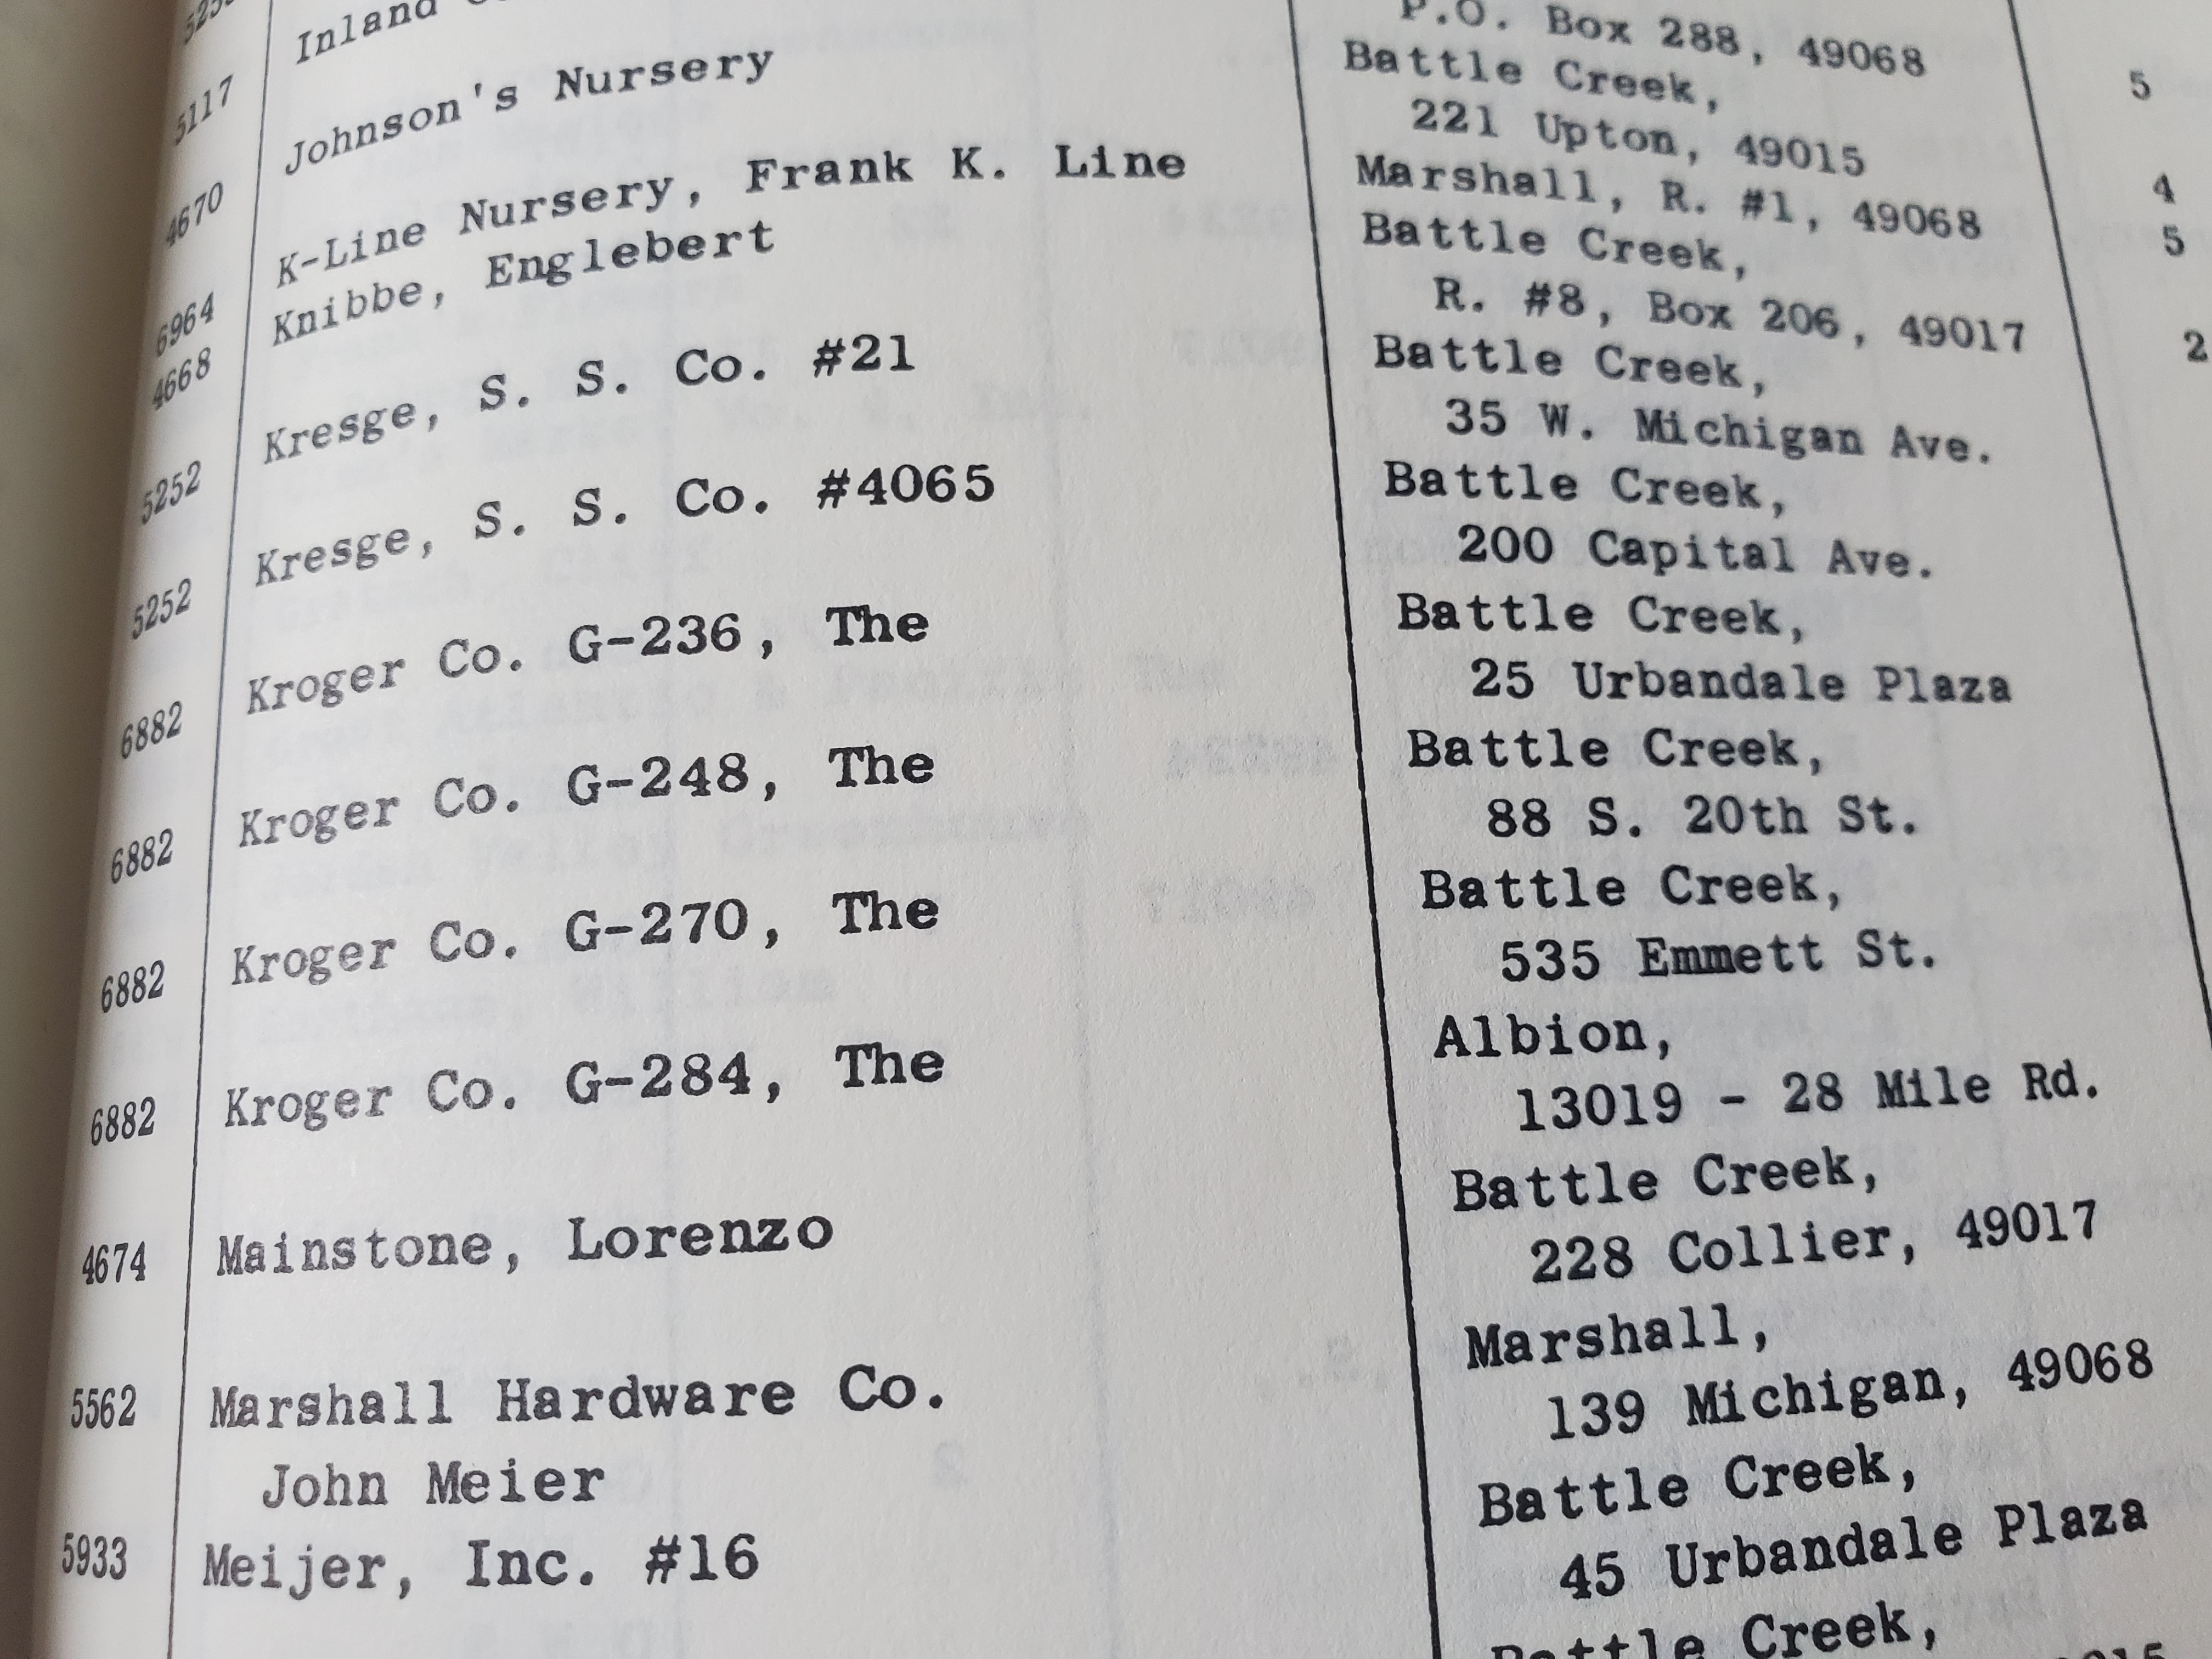 5117 Inland
P.O. Box 288, 49068 5
4670 Johnson's Nursery Battle Creek,
221 Upton, 49015 4
6964 K-Line Nursery, Frank K. Line Marshall, R. #1, 49068 5
4668 Knibbe, Englebert Battle Creek,
R. #8, Box 206, 49017 2
5252 Kresge, S. S. Co. #21 Battle Creek,
35 W. Michigan Ave.
5252 Kresge, S. S. Co. #4065 Battle Creek,
200 Capital Ave.
6882 Kroger Co. G-236, The Battle Creek,
25 Urbandale Plaza
6882 Kroger Co. G-248, The Battle Creek,
88 S. 20th St.
6882 Kroger Co. G-270, The Battle Creek,
535 Emmett St.
6882 Kroger Co. G-284, The Albion,
13019 - 28 Mile Rd.
4674 Mainstone, Lorenzo Battle Creek,
228 Collier, 49017
5562 Marshall Hardware Co. Marshall,
John Meier 139 Michigan, 49068
5933 Meijer, Inc. #16 Battle Creek,
45 Urbandale Plaza
Battle Creek,